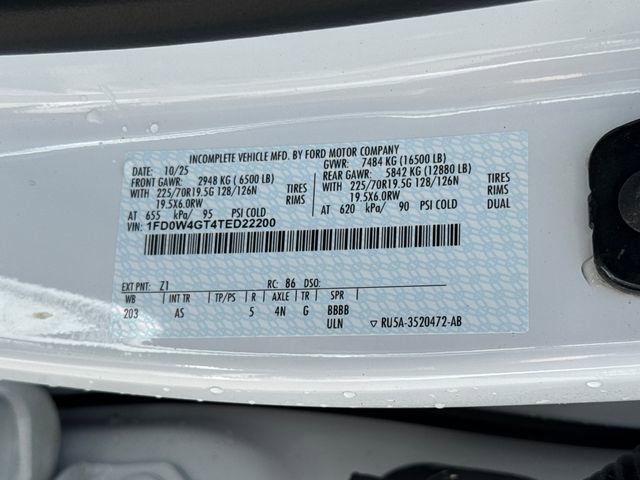 INCOMPLETE VEHICLE MFD. BY FORD MOTOR COMPANY
DATE: 10/25 GVWR: 7484 KG (16500 LB)
FRONT GAWR: 2948 KG (6500 LB) REAR GAWR: 5842 KG (12880 LB)
WITH 225/70R19.5G 128/126N TIRES WITH 225/70R19.5G 128/126N TIRES
19.5X6.0RW RIMS 19.5X6.0RW RIMS
AT 655 kPa/ 95 PSI COLD AT 620 kPa/ 90 PSI COLD DUAL
VIN: 1FD0W4GT4TED22200
EXT PNT: Z1 RC: 86 DSO:
WB INT TR TP/PS R AXLE TR SPR
203 AS 5 4N G BBBB
ULN RU5A-3520472-AB